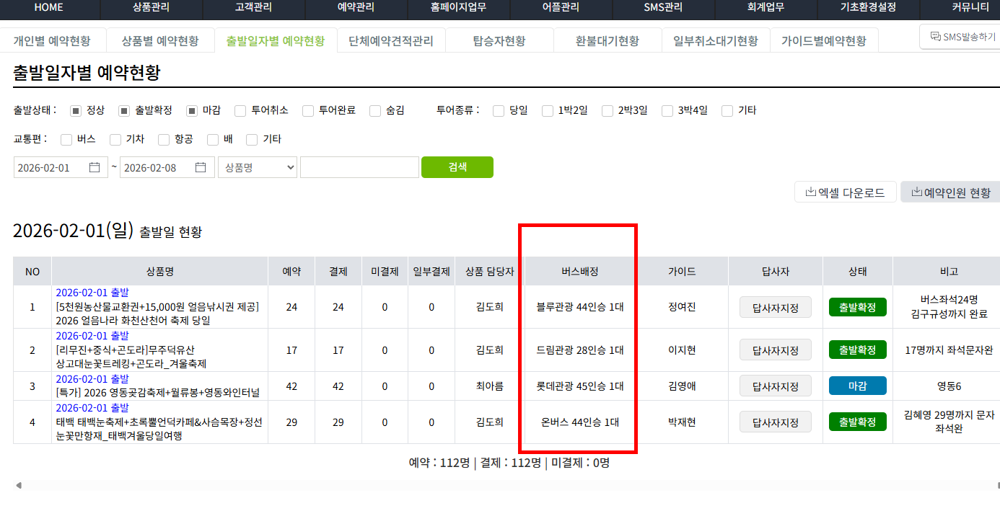 HOME 상품관리 고객관리 예약관리 홈페이지업무 어플관리 SMS관리 회계업무 기초환경설정 커뮤니티
개인별 예약현황 상품별 예약현황 출발일자별 예약현황 단체예약견적관리 탑승자현황 환불대기현황 일부취소대기현황 가이드별예약현황 SMS발송하기
출발일자별 예약현황
출발상태 : 정상 출발확정 마감 투어취소 투어완료 숨김 투어종류 : 당일 1박2일 2박3일 3박4일 기타
교통편 : 버스 기차 항공 배 기타
2026-02-01 ~ 2026-02-08 상품명 검색
엑셀 다운로드 예약인원 현황
2026-02-01(일) 출발일 현황
NO 상품명 예약 결제 미결제 일부결제 상품 담당자 버스배정 가이드 답사자 상태 비고
2026-02-01 출발
1 [5천원농산물교환권+15,000원 얼음낚시권 제공] 24 24 0 0 김도희 블루관광 44인승 1대 정여진 답사자지정 출발확정 버스좌석24명
2026 얼음나라 화천산천어 축제 당일 김구규성까지 완료
2026-02-01 출발
2 [리무진+중식+곤도라]무주덕유산 17 17 0 0 김도희 드림관광 28인승 1대 이지현 답사자지정 출발확정 17명까지 좌석문자완
상고대눈꽃트레킹+곤도라_겨울축제
2026-02-01 출발
3 [특가] 2026 영동곶감축제+월류봉+영동와인터널 42 42 0 0 최아름 롯데관광 45인승 1대 김영애 답사자지정 마감 영동6
2026-02-01 출발
4 태백 태백눈축제+초록뿔언덕카페&사슴목장+정선 29 29 0 0 김도희 온버스 44인승 1대 박재현 답사자지정 출발확정 김혜영 29명까지 문자
눈꽃만항재_태백겨울당일여행 좌석완
예약 : 112명 | 결제 : 112명 | 미결제 : 0명